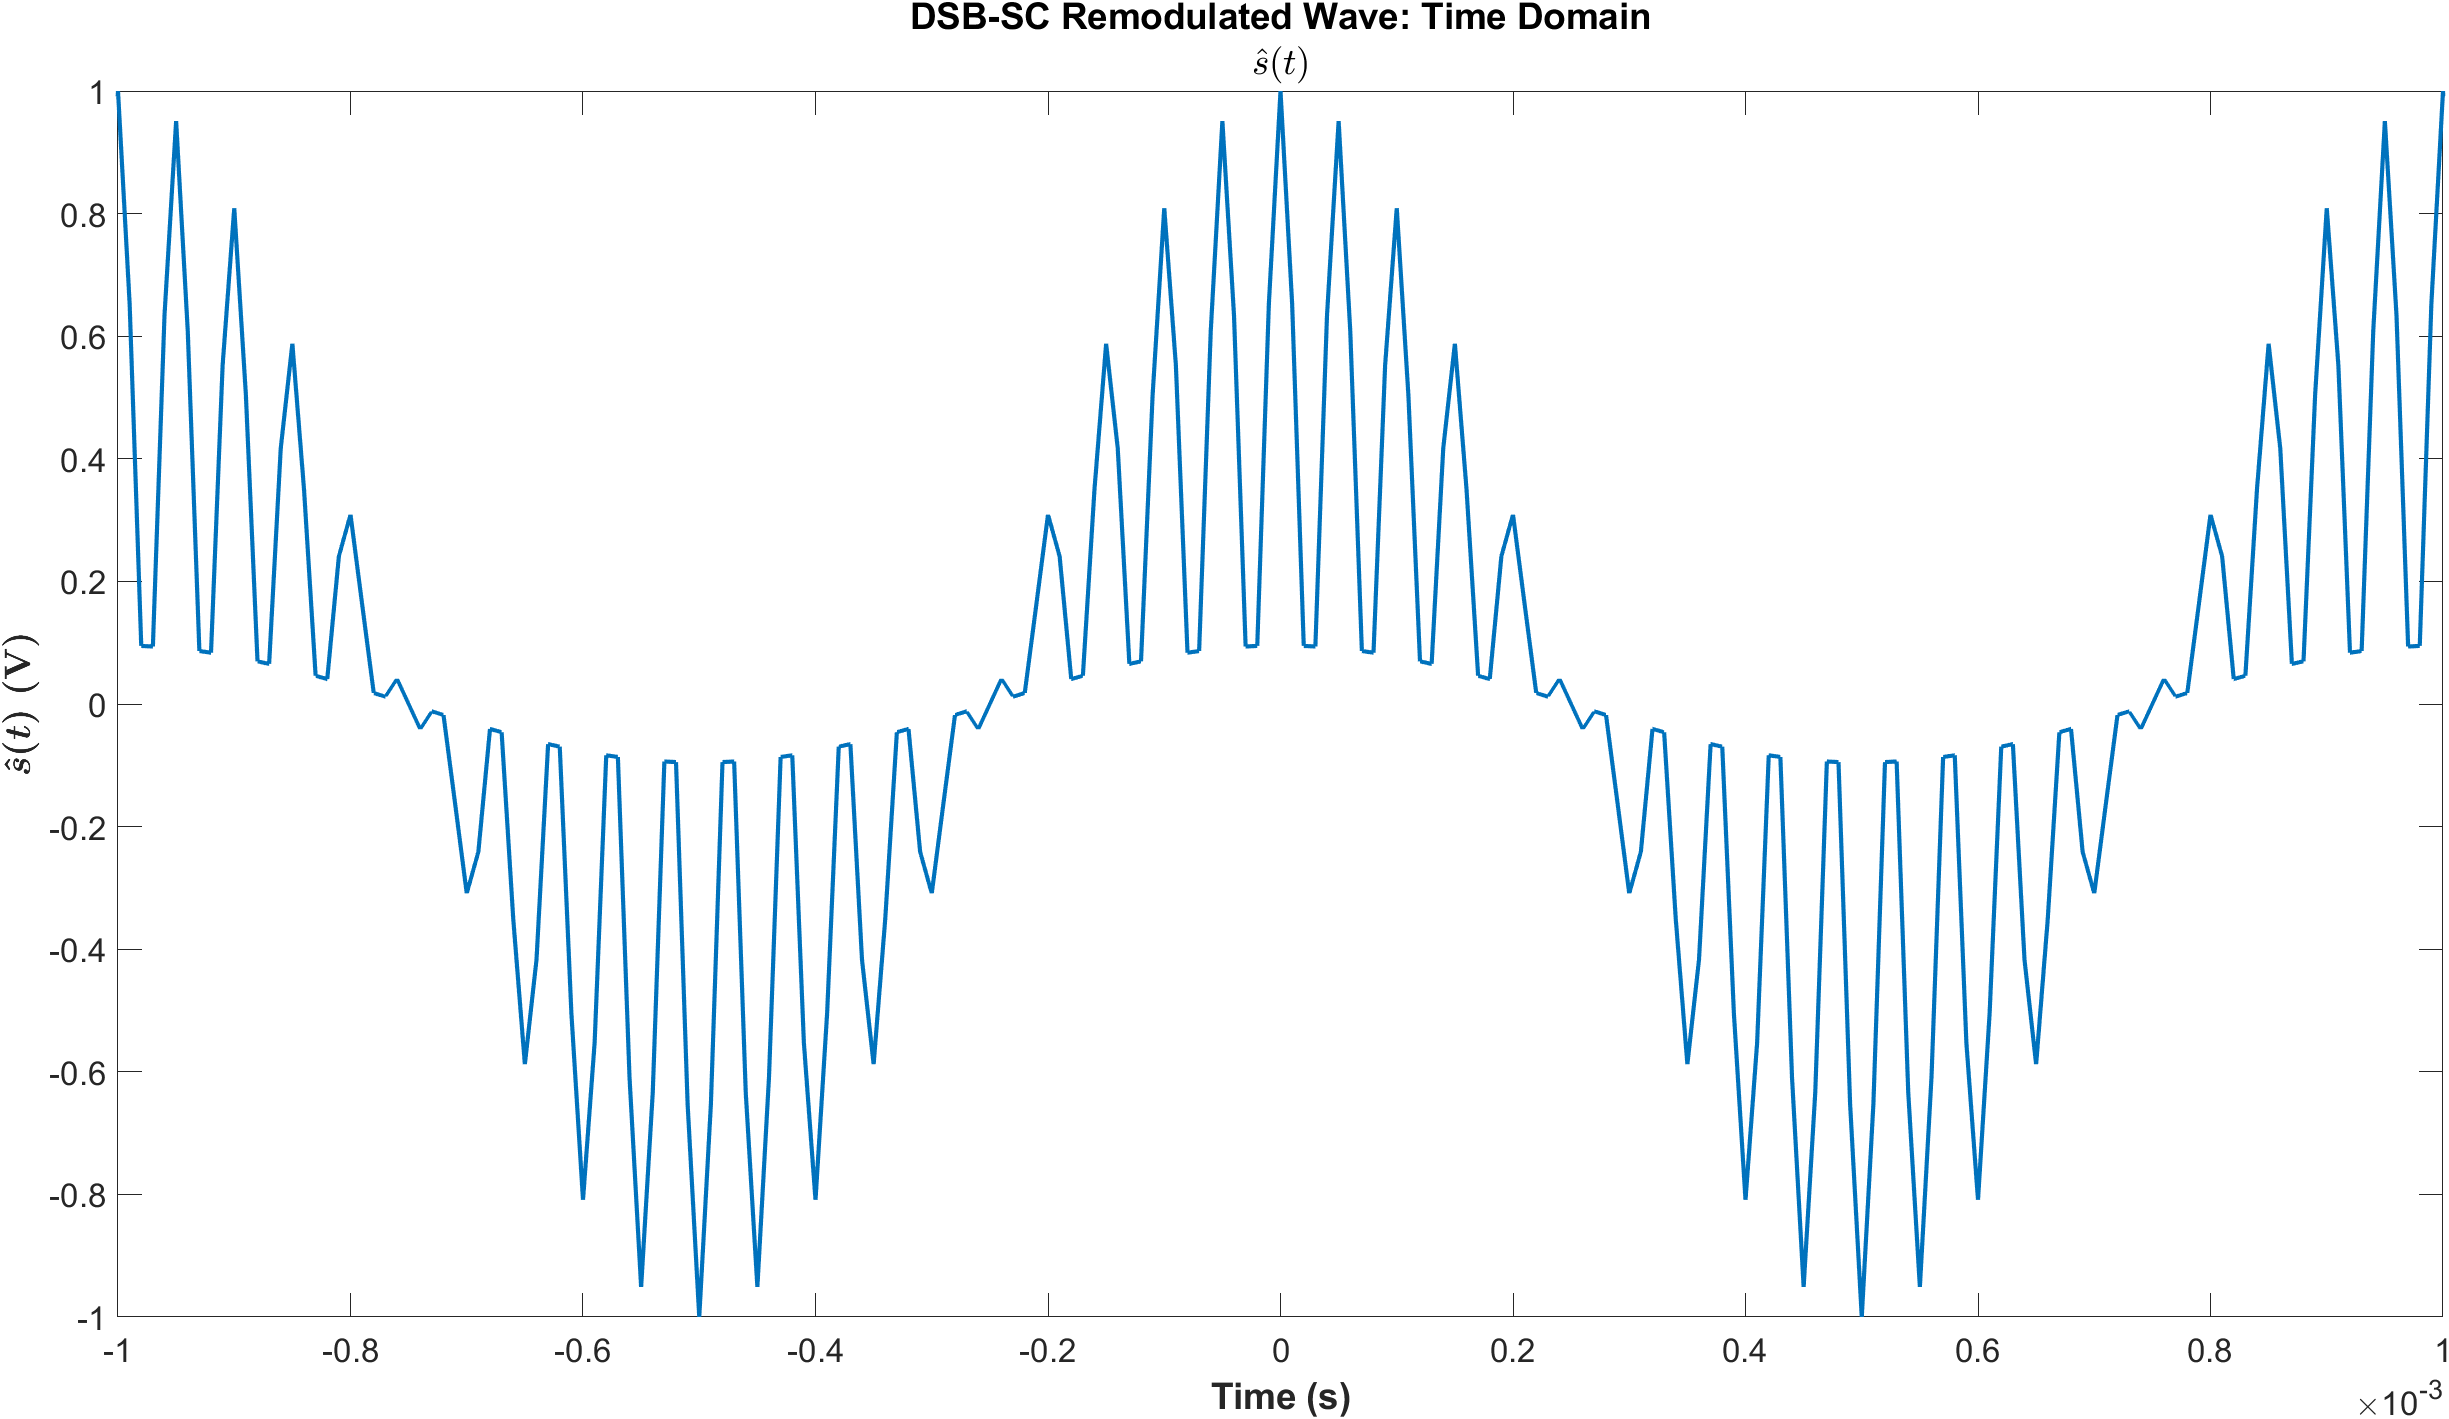 DSB-SC Remodulated Wave: Time Domain
ŝ(t)
1
0.8
0.6
0.4
0.2
0
-0.2
-0.4
-0.6
-0.8
-1
ŝ(t) (V)
-1 -0.8 -0.6 -0.4 -0.2 0 0.2 0.4 0.6 0.8 1
Time (s)
×10⁻³